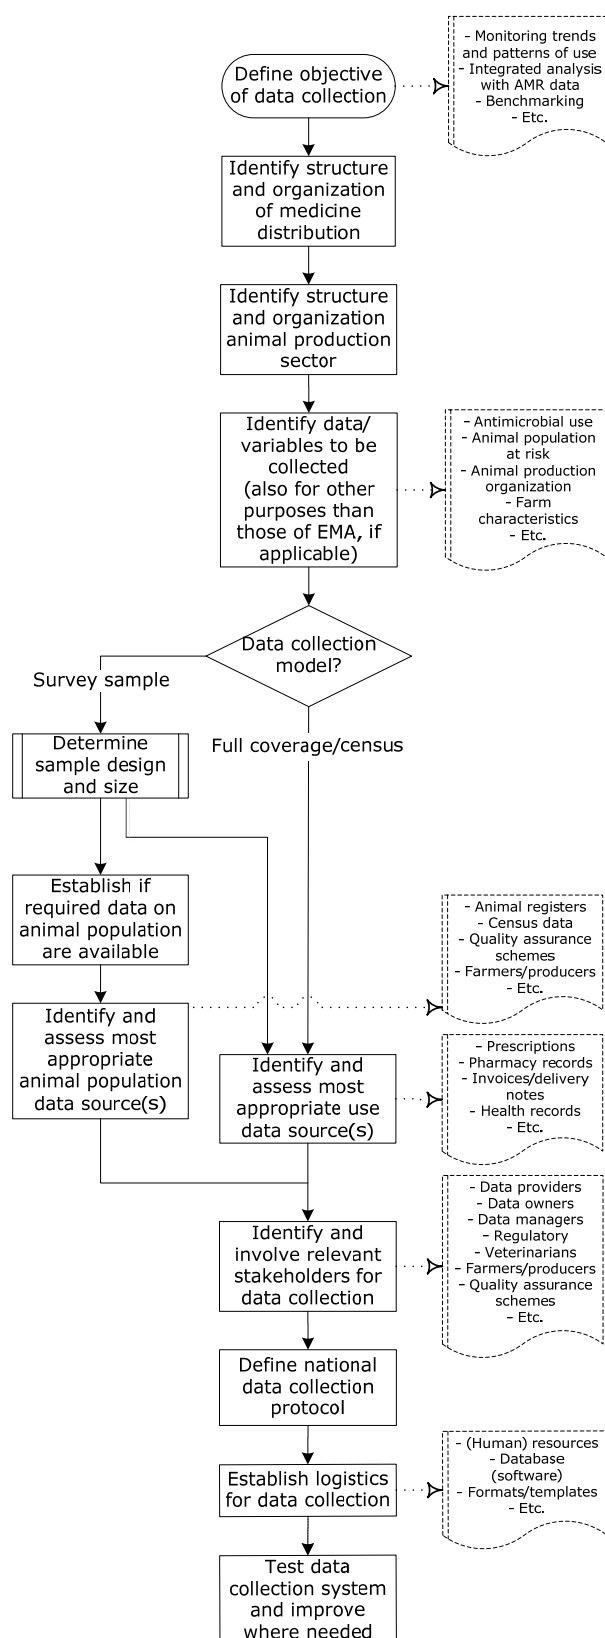 Define objective
of data collection
- Monitoring trends
and patterns of use
- Integrated analysis
with AMR data
- Benchmarking
- Etc.
Identify structure
and organization
of medicine
distribution
Identify structure
and organization
animal production
sector
Identify data/
variables to be
collected
(also for other
purposes than
those of EMA, if
applicable)
- Antimicrobial use
- Animal population
at risk
- Animal production
organization
- Farm
characteristics
- Etc.
Data collection
model?
Survey sample
Full coverage/census
Determine
sample design
and size
Establish if
required data on
animal population
are available
Identify and
assess most
appropriate
animal population
data source(s)
- Animal registers
- Census data
- Quality assurance
schemes
- Farmers/producers
- Etc.
Identify and
assess most
appropriate use
data source(s)
- Prescriptions
- Pharmacy records
- Invoices/delivery
notes
- Health records
- Etc.
Identify and
involve relevant
stakeholders for
data collection
- Data providers
- Data owners
- Data managers
- Regulatory
- Veterinarians
- Farmers/producers
- Quality assurance
schemes
- Etc.
Define national
data collection
protocol
Establish logistics
for data collection
- (Human) resources
- Database
(software)
- Formats/templates
- Etc.
Test data
collection system
and improve
where needed